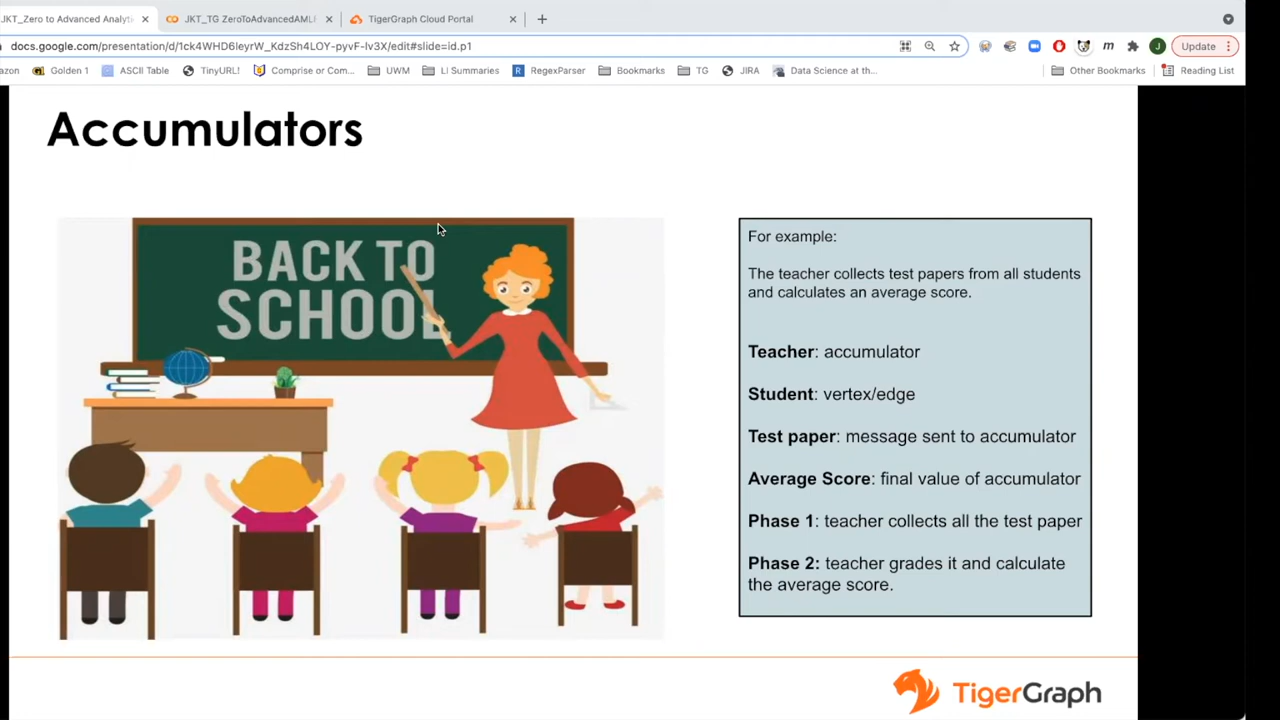 JKT_Zero to Advanced Analyti
JKT_TG ZeroToAdvancedAMLI
TigerGraph Cloud Portal
docs.google.com/presentation/d/1ck4WHD6leyrW_KdzSh4LOY-pyvF-lv3X/edit#slide=id.p1
Update
azon
Golden 1
ASCII Table
TinyURL!
Comprise or Com...
UWM
LI Summaries
RegexParser
Bookmarks
TG
JIRA
Data Science at th...
Other Bookmarks
Reading List
Accumulators
BACK TO
SCHOOL
For example:
The teacher collects test papers from all students
and calculates an average score.
Teacher: accumulator
Student: vertex/edge
Test paper: message sent to accumulator
Average Score: final value of accumulator
Phase 1: teacher collects all the test paper
Phase 2: teacher grades it and calculate
the average score.
TigerGraph